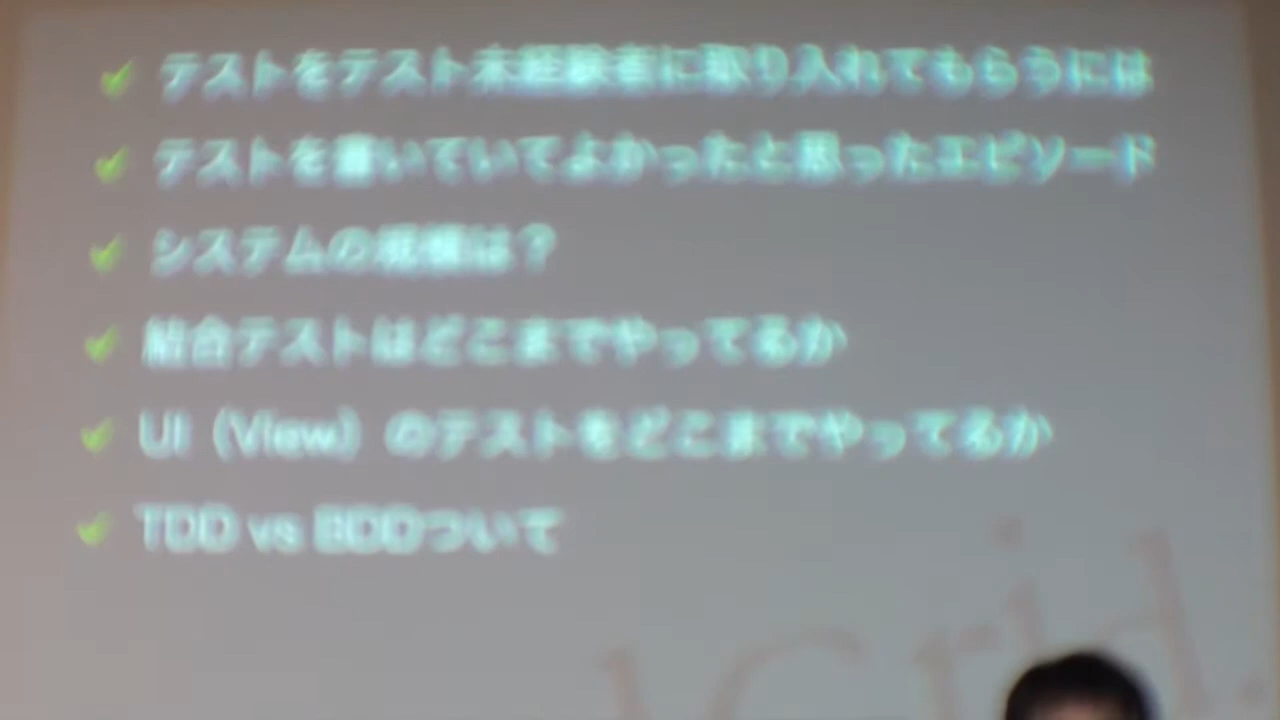 テストをテスト未経験者に取り入れてもらうには
テストを書いていてよかったと思ったエピソード
システムの規模は？
結合テストはどこまでやってるか
UI（View）のテストをどこまでやってるか
TDD vs BDDついて